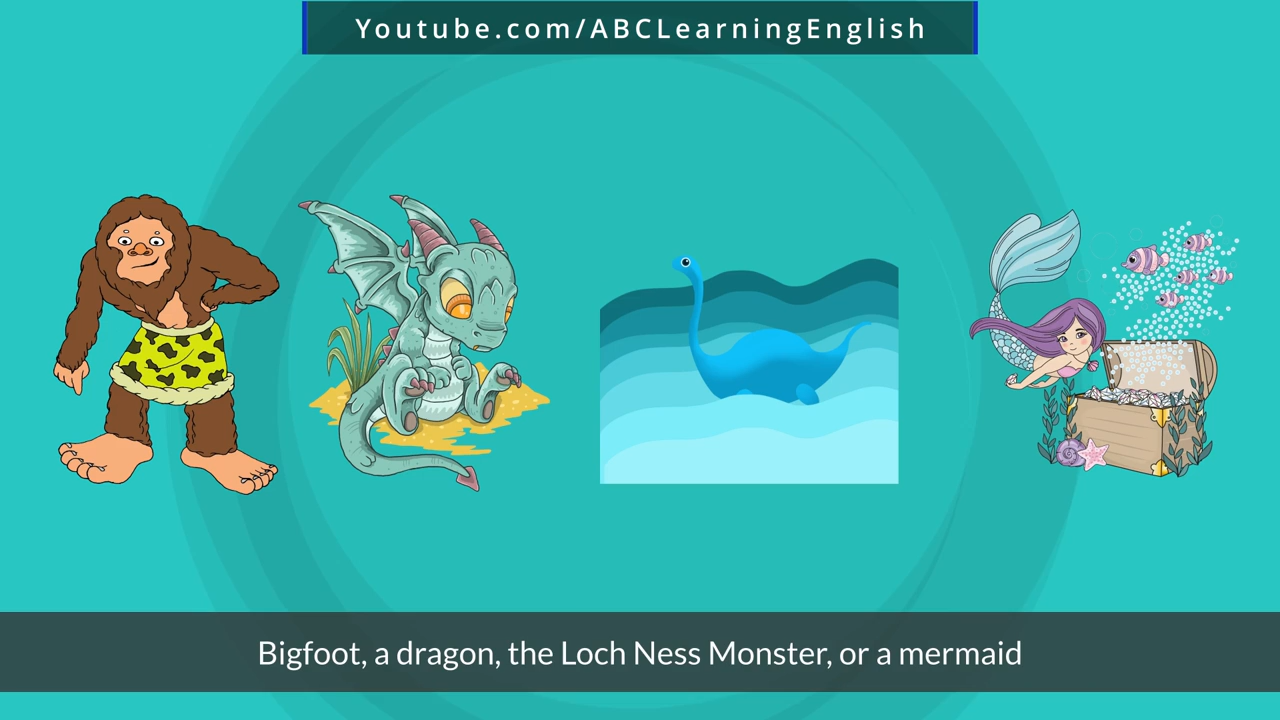 Youtube.com/ABCLearningEnglish
Bigfoot, a dragon, the Loch Ness Monster, or a mermaid